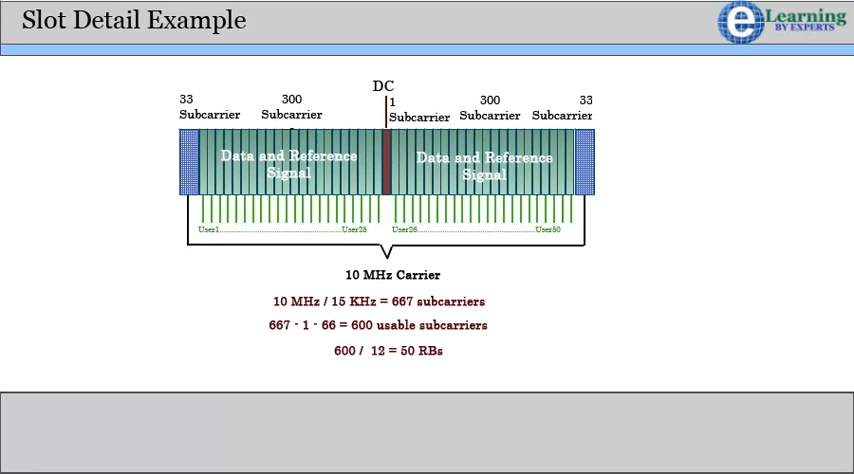 Slot Detail Example
e Learning
BY EXPERTS
DC
33
Subcarrier
300
Subcarrier
1
Subcarrier
300
Subcarrier
33
Subcarrier
Data and Reference
Signal
Data and Reference
Signal
User1..........................................................User25
User26..........................................................User50
10 MHz Carrier
10 MHz / 15 KHz = 667 subcarriers
667 - 1 - 66 = 600 usable subcarriers
600 / 12 = 50 RBs